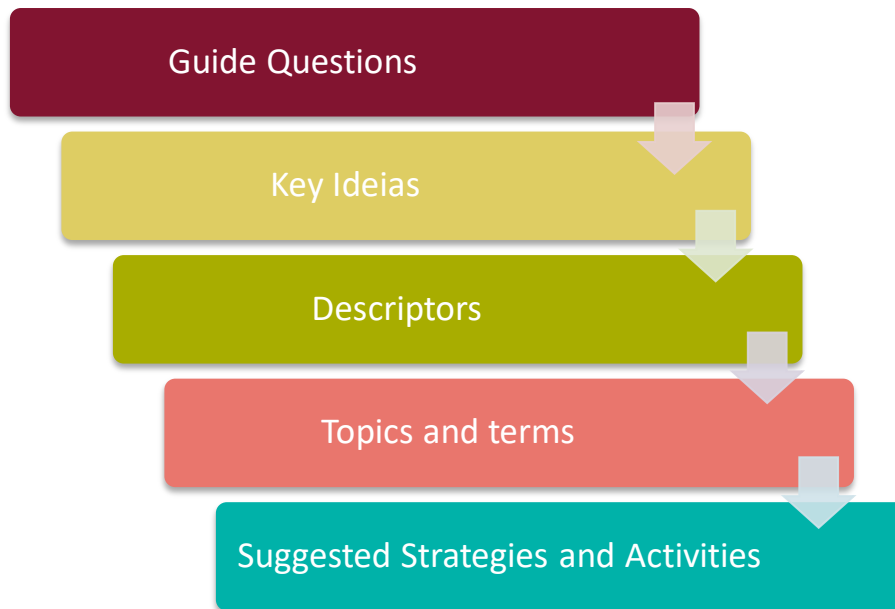 Guide Questions
Key Ideias
Descriptors
Topics and terms
Suggested Strategies and Activities